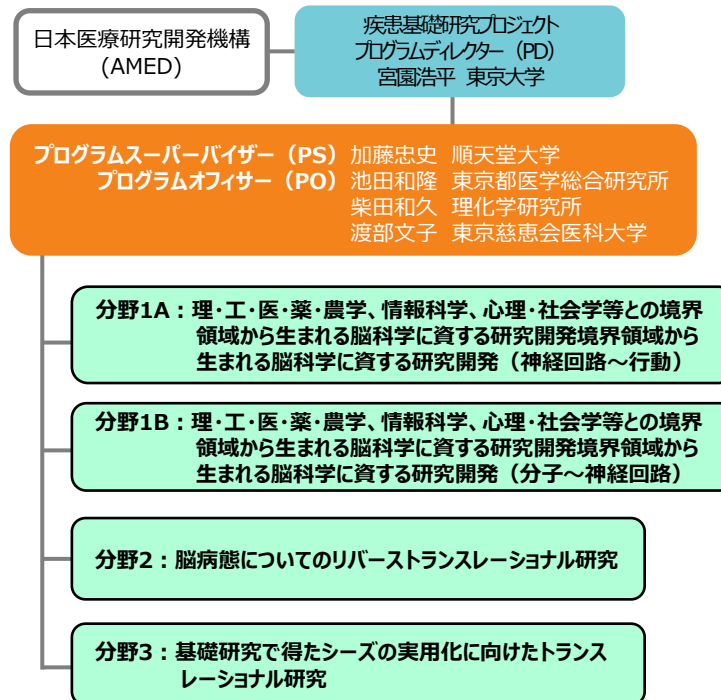 日本医療研究開発機構
(AMED)
疾患基礎研究プロジェクト
プログラムディレクター（PD）
宮園浩平 東京大学
プログラムスーパーバイザー（PS）加藤忠史 順天堂大学
プログラムオフィサー（PO）池田和隆 東京都医学総合研究所
柴田和久 理化学研究所
渡部文子 東京慈恵会医科大学
分野1A：理・工・医・薬・農学、情報科学、心理・社会学等との境界
領域から生まれる脳科学に資する研究開発境界領域から
生まれる脳科学に資する研究開発（神経回路～行動）
分野1B：理・工・医・薬・農学、情報科学、心理・社会学等との境界
領域から生まれる脳科学に資する研究開発境界領域から
生まれる脳科学に資する研究開発（分子～神経回路）
分野2：脳病態についてのリバーストランスレーショナル研究
分野3：基礎研究で得たシーズの実用化に向けたトランス
レーショナル研究